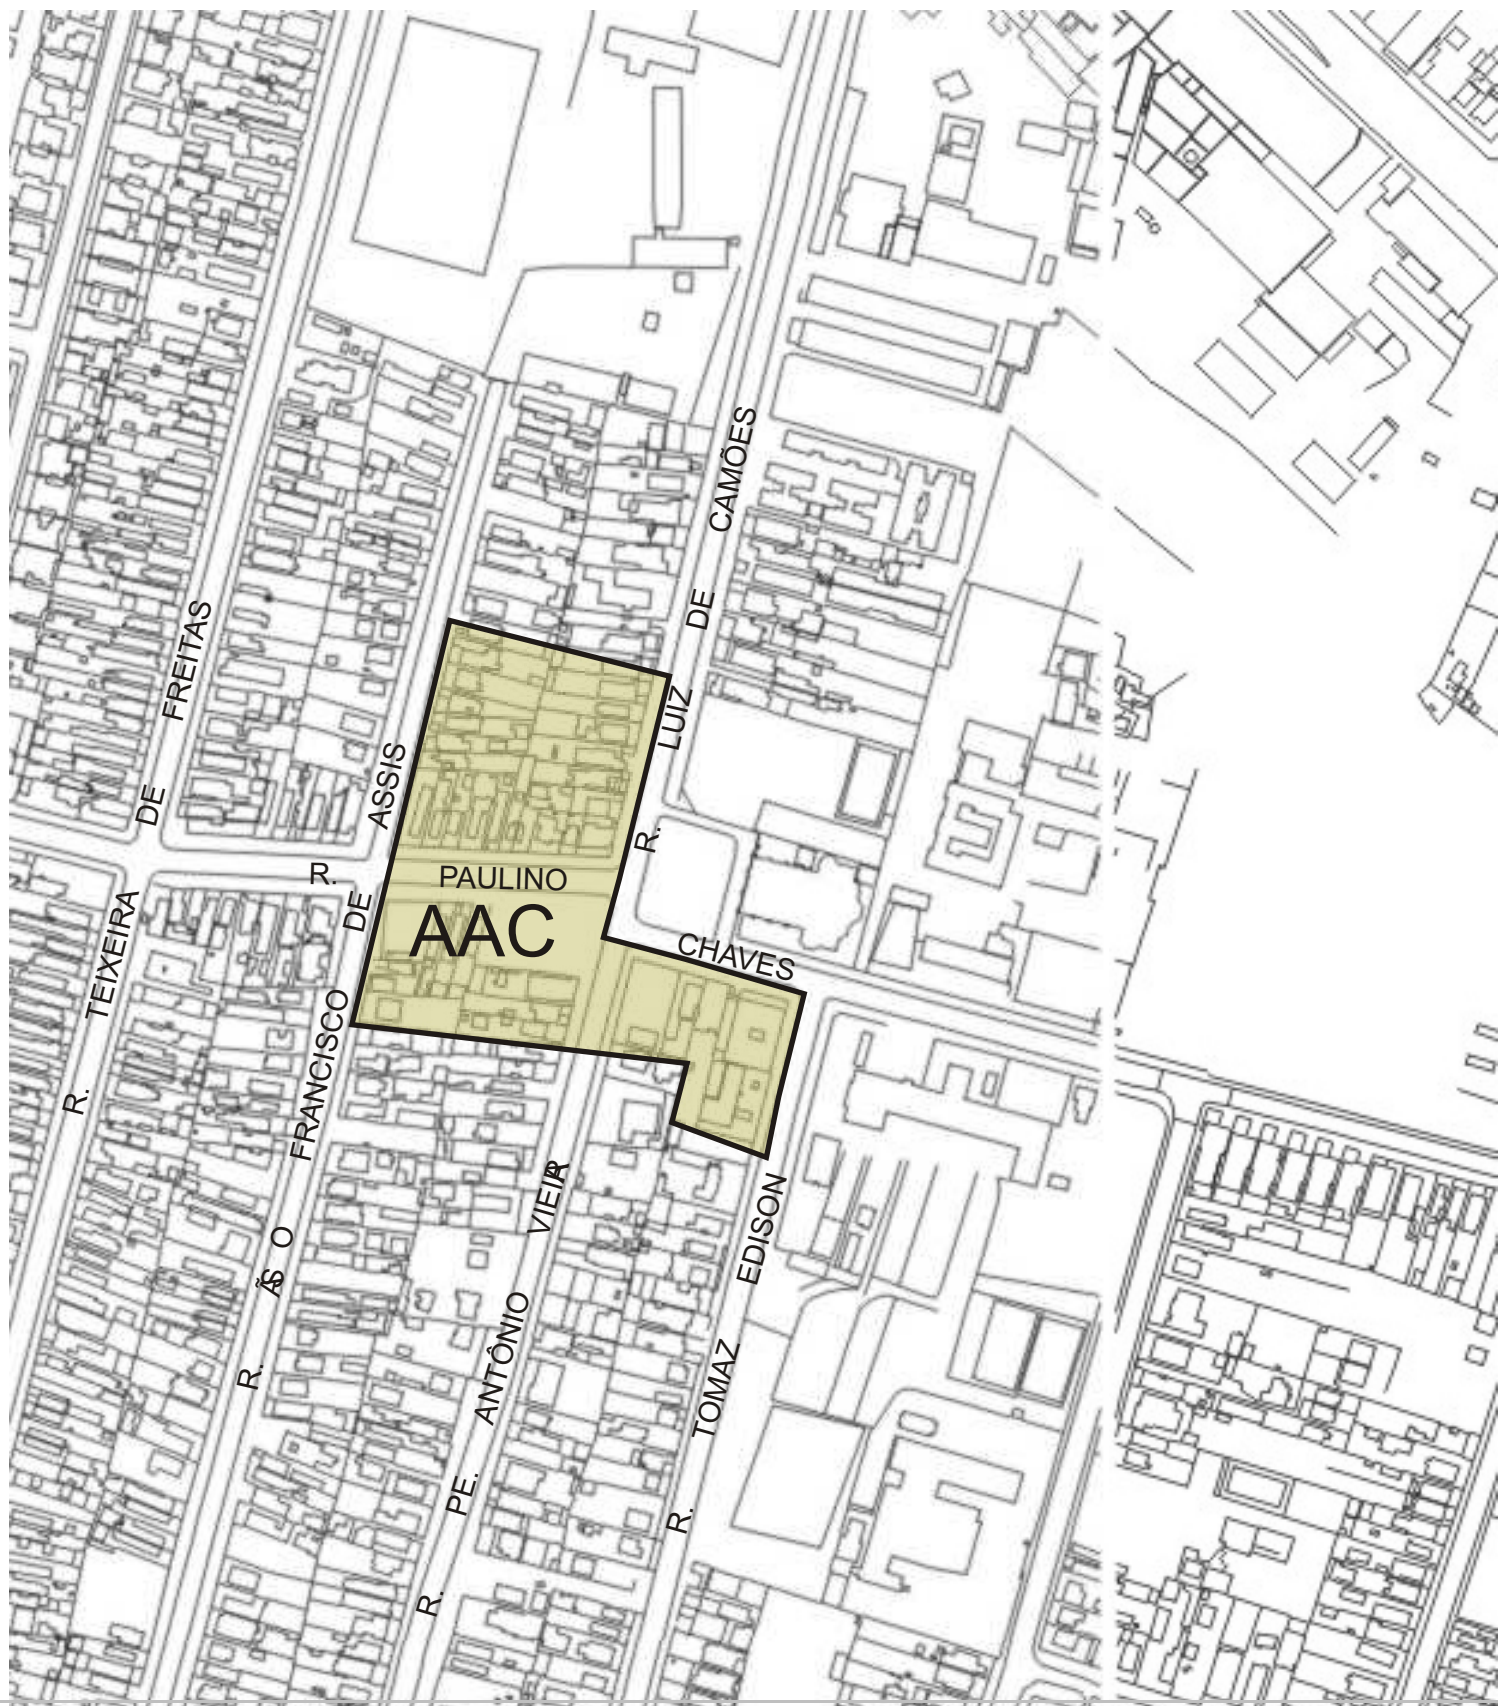 R. TEIXEIRA DE FREITAS
R. SÃO FRANCISCO DE ASSIS
R. LUIZ DE CAMÕES
R. PAULINO CHAVES
AAC
R. PE. ANTÔNIO VIEIRA
R. TOMAZ EDISON